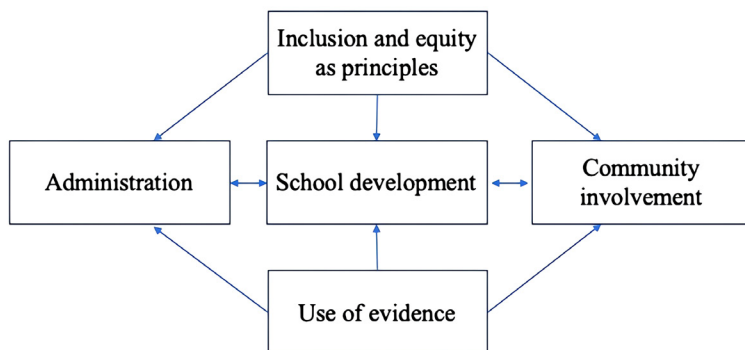 Inclusion and equity
as principles
Administration
School development
Community
involvement
Use of evidence